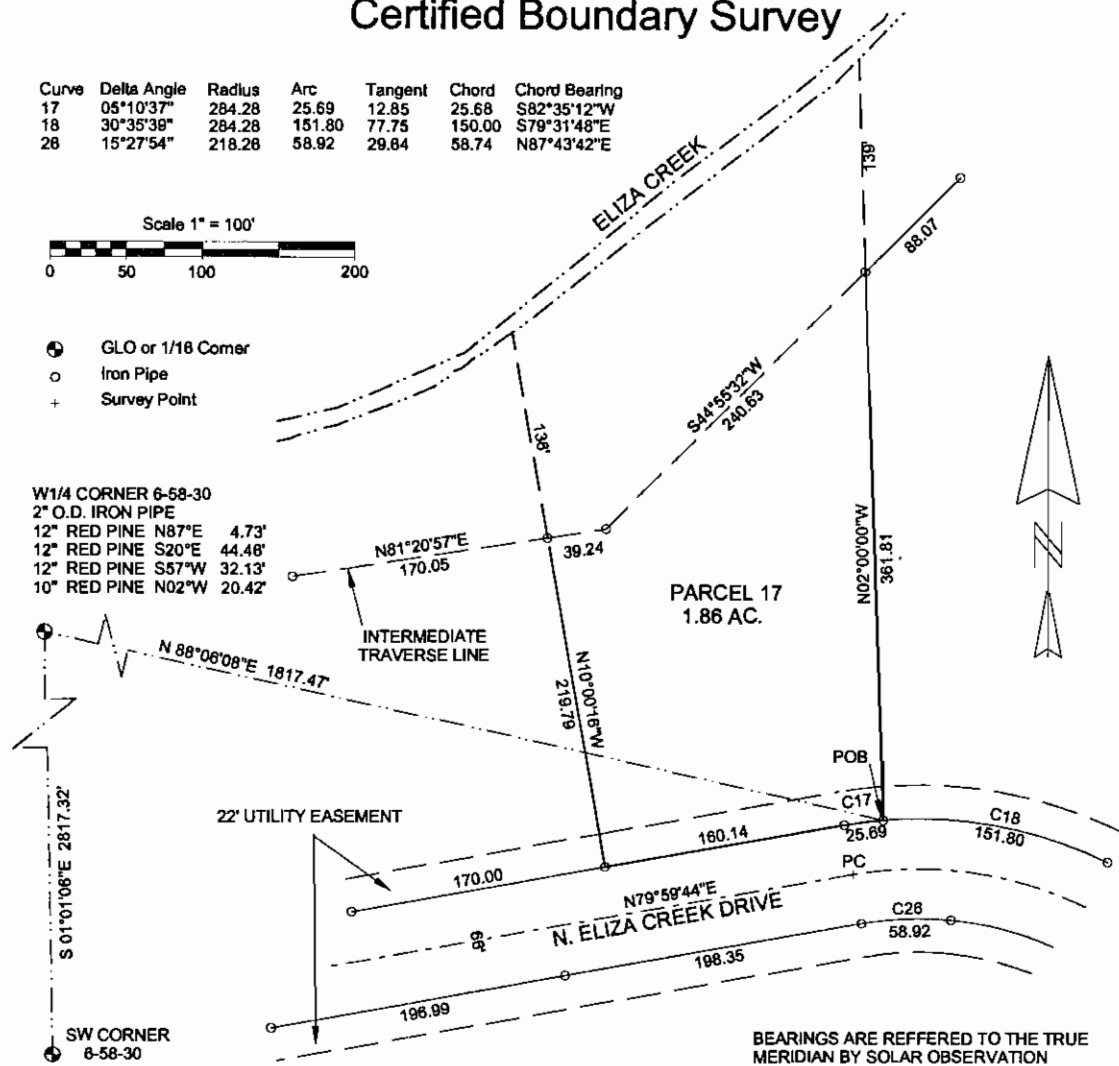 Certified Boundary Survey
Curve Delta Angle Radius Arc Tangent Chord Chord Bearing
17 05°10'37" 284.28 25.69 12.85 25.68 S82°35'12"W
18 30°35'39" 284.28 151.80 77.75 150.00 S79°31'48"E
26 15°27'54" 218.28 58.92 29.64 58.74 N87°43'42"E
Scale 1" = 100'
0 50 100 200
GLO or 1/16 Corner
Iron Pipe
Survey Point
ELIZA CREEK
139'
88.07
S44°55'32"W
240.63
136'
W1/4 CORNER 6-58-30
2" O.D. IRON PIPE
12" RED PINE N87°E 4.73'
12" RED PINE S20°E 44.46'
12" RED PINE S57°W 32.13'
10" RED PINE N02°W 20.42'
N81°20'57"E
170.05
39.24
INTERMEDIATE
TRAVERSE LINE
PARCEL 17
1.86 AC.
N02°00'00"W
361.81
N
N 88°06'08"E 1817.47'
N10°00'16"W
219.79
POB
C17
25.69
C18
151.80
22' UTILITY EASEMENT
160.14
170.00
PC
N79°59'44"E
N. ELIZA CREEK DRIVE
66'
C26
58.92
198.35
196.99
S 01°01'06"E 2817.32'
SW CORNER
6-58-30
BEARINGS ARE REFFERED TO THE TRUE
MERIDIAN BY SOLAR OBSERVATION